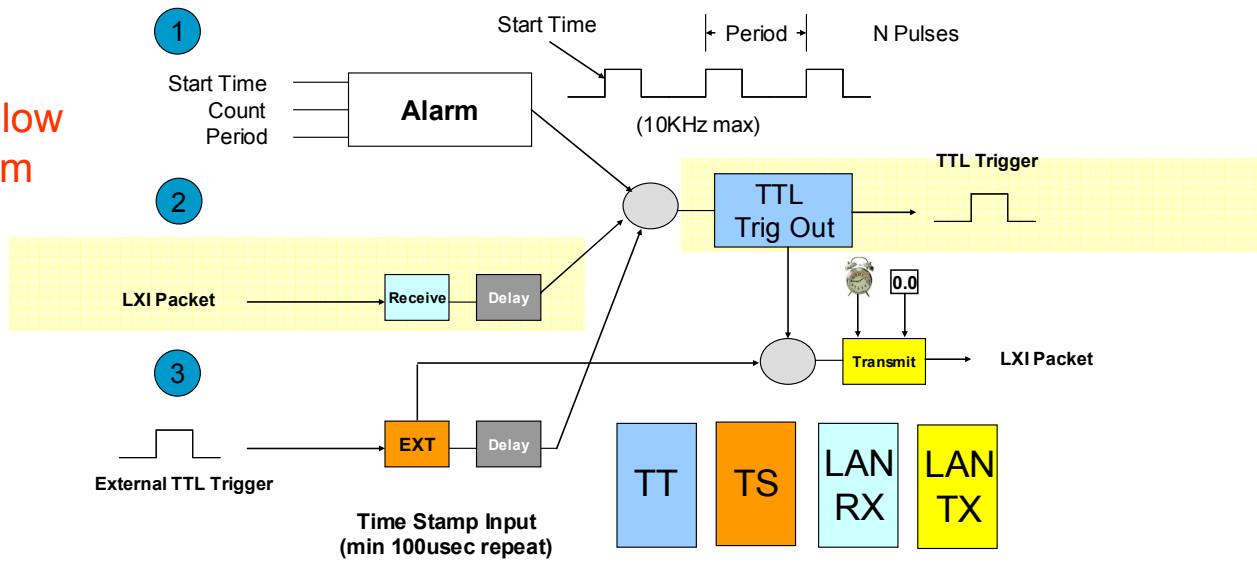 1
Start Time
Period
N Pulses
Start Time
Count
Period
Alarm
(10KHz max)
low
m
2
TTL Trigger
TTL
Trig Out
LXI Packet
Receive
Delay
0.0
Transmit
LXI Packet
3
EXT
Delay
External TTL Trigger
Time Stamp Input
(min 100usec repeat)
TT
TS
LAN
RX
LAN
TX